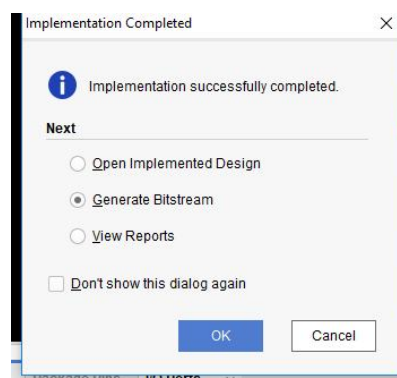 Implementation Completed
Implementation successfully completed.
Next
Open Implemented Design
Generate Bitstream
View Reports
Don't show this dialog again
OK Cancel